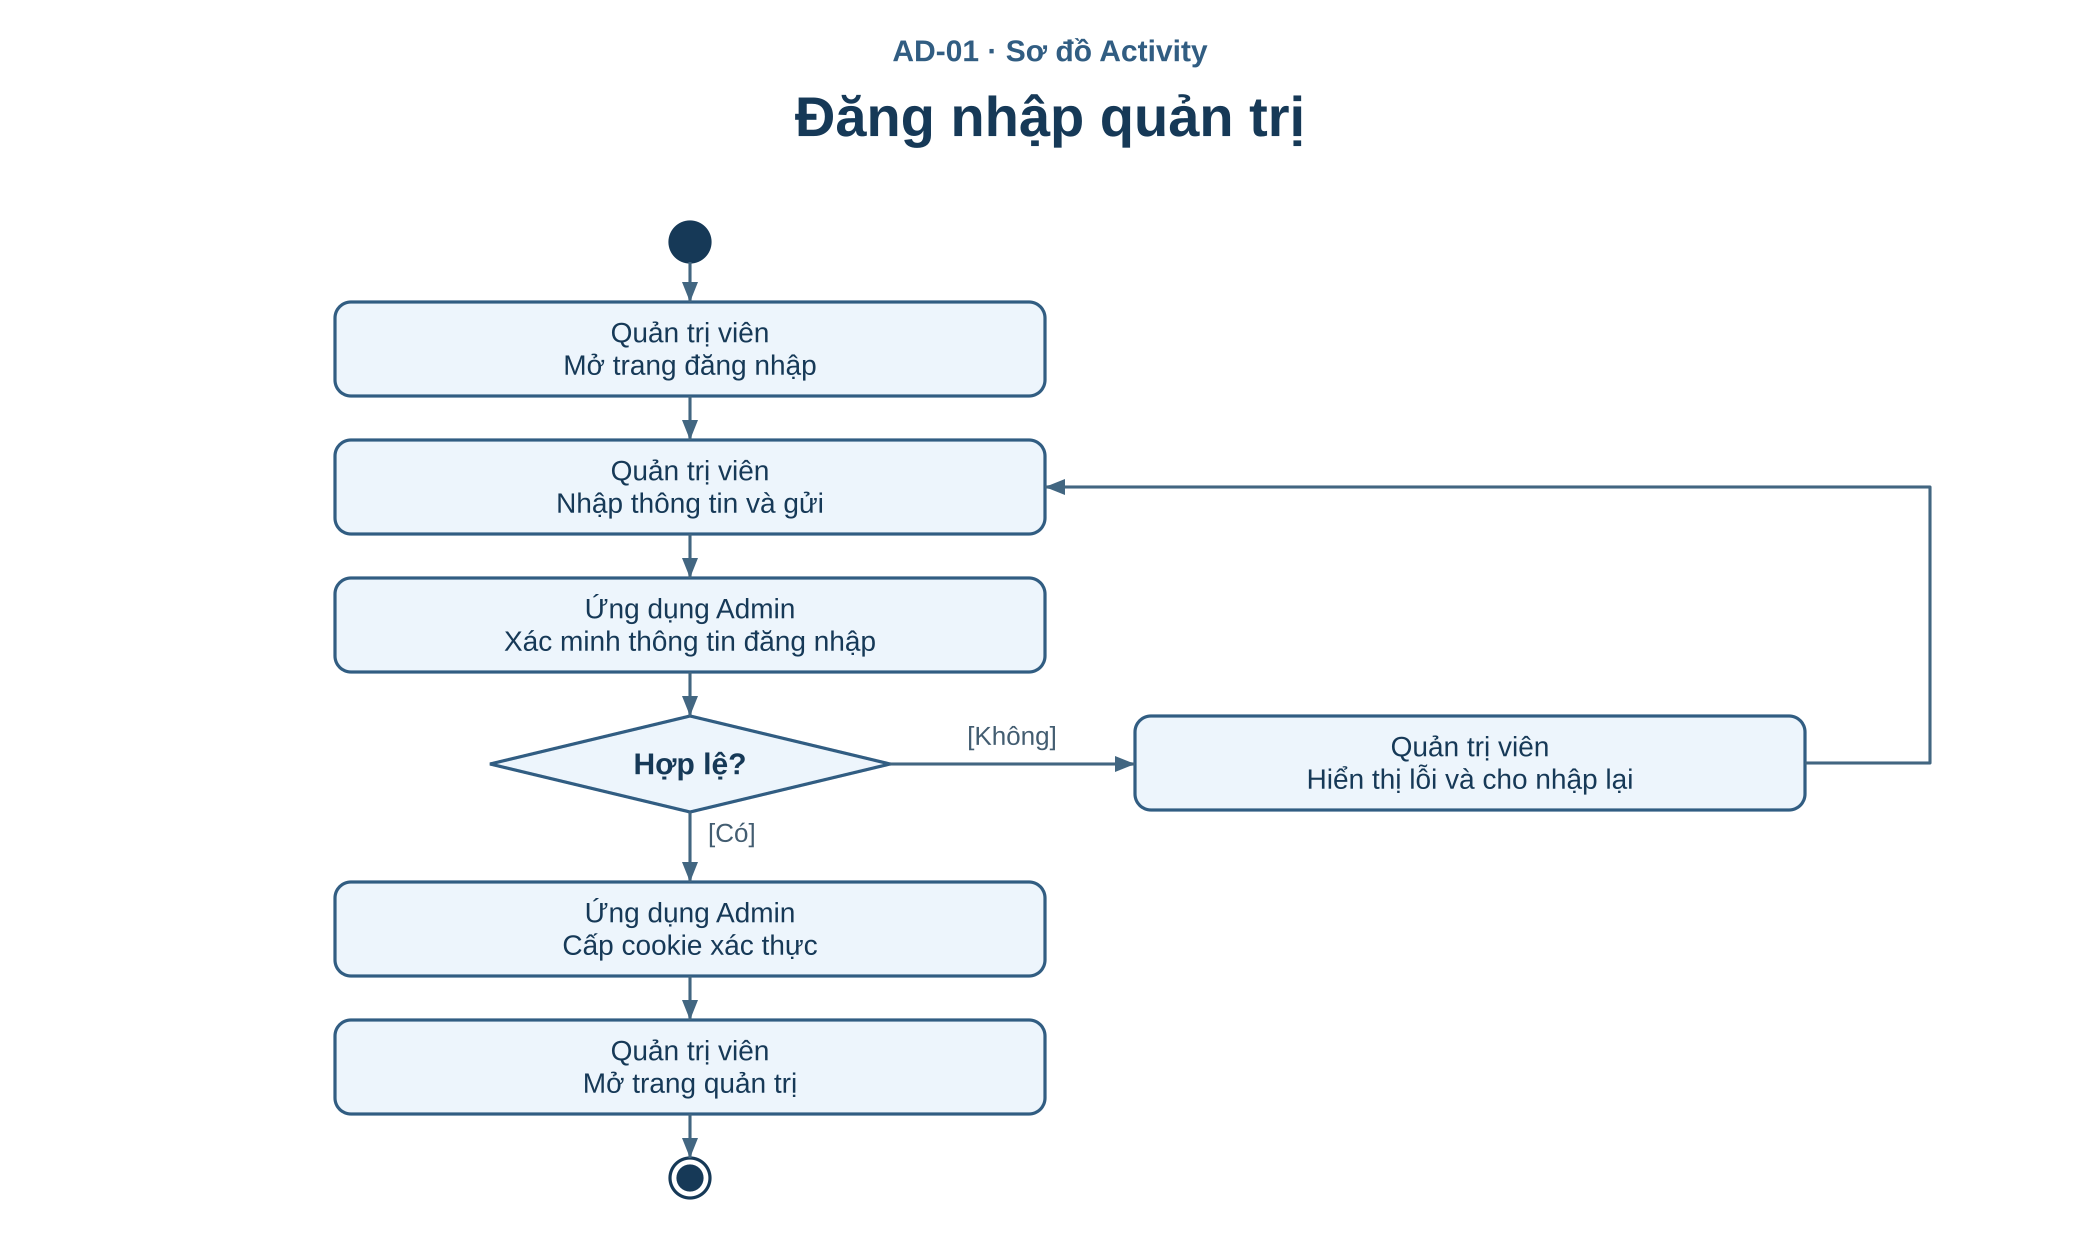 AD-01 · Sơ đồ Activity
Đăng nhập quản trị
Quản trị viên
Mở trang đăng nhập
Quản trị viên
Nhập thông tin và gửi
Ứng dụng Admin
Xác minh thông tin đăng nhập
Hợp lệ?
[Không]
Quản trị viên
Hiển thị lỗi và cho nhập lại
[Có]
Ứng dụng Admin
Cấp cookie xác thực
Quản trị viên
Mở trang quản trị